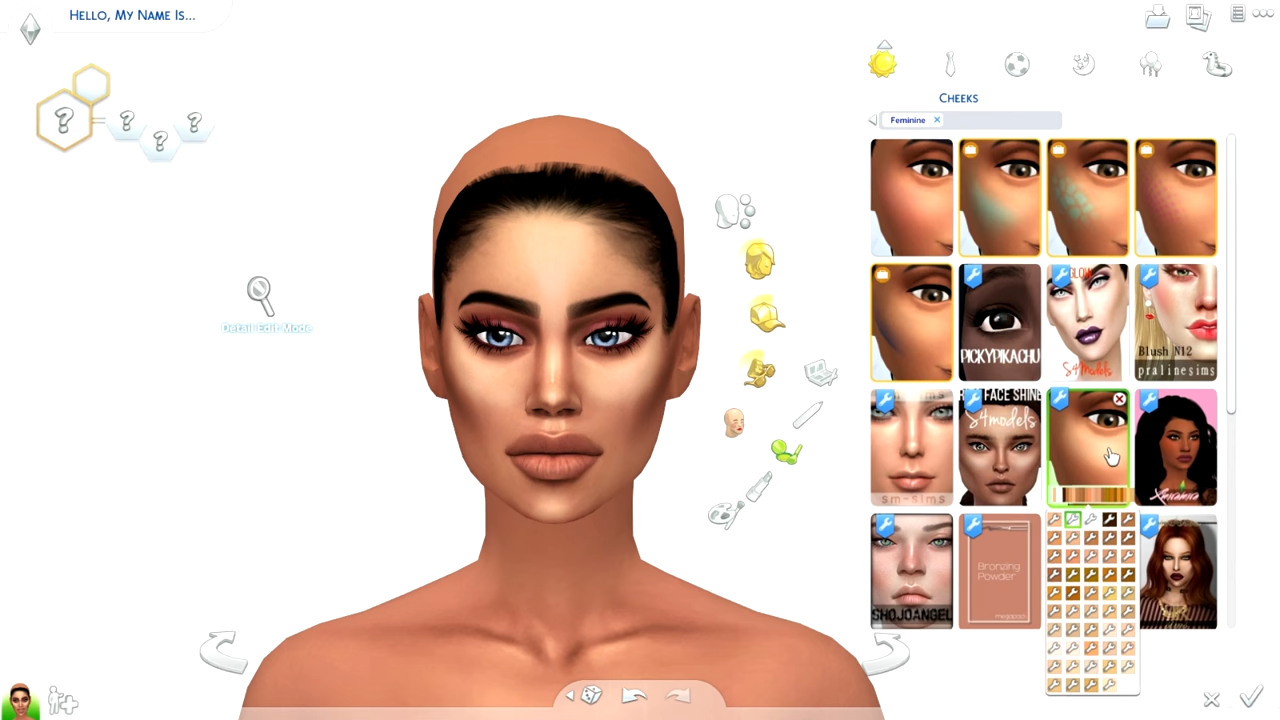 Hello, My Name Is...
Cheeks
Feminine
Detail Edit Mode
PICKYPIKACHU
GLOW
S4Models
Blush N12
pralinesims
sm-sims
FACE SHINE
S4models
Xmiramira
SHOJOANGEL
Bronzing
Powder